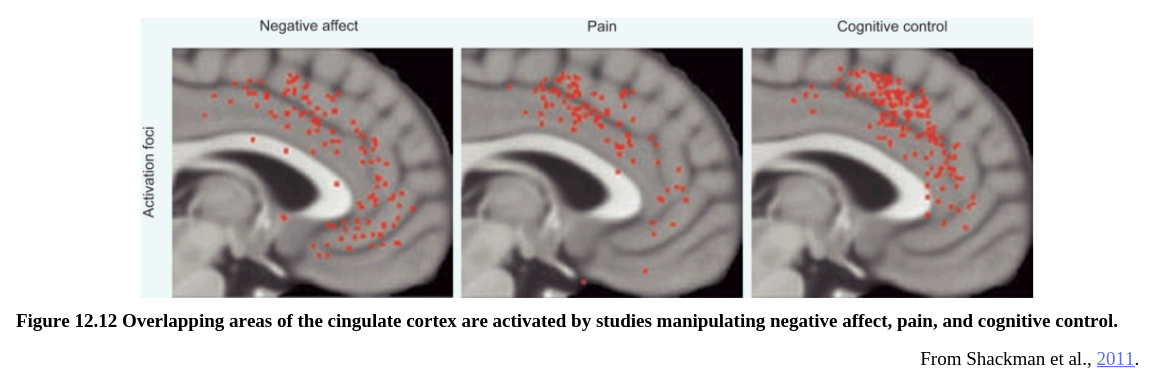 Negative affect
Pain
Cognitive control
Activation foci
Figure 12.12 Overlapping areas of the cingulate cortex are activated by studies manipulating negative affect, pain, and cognitive control.
From Shackman et al., 2011.